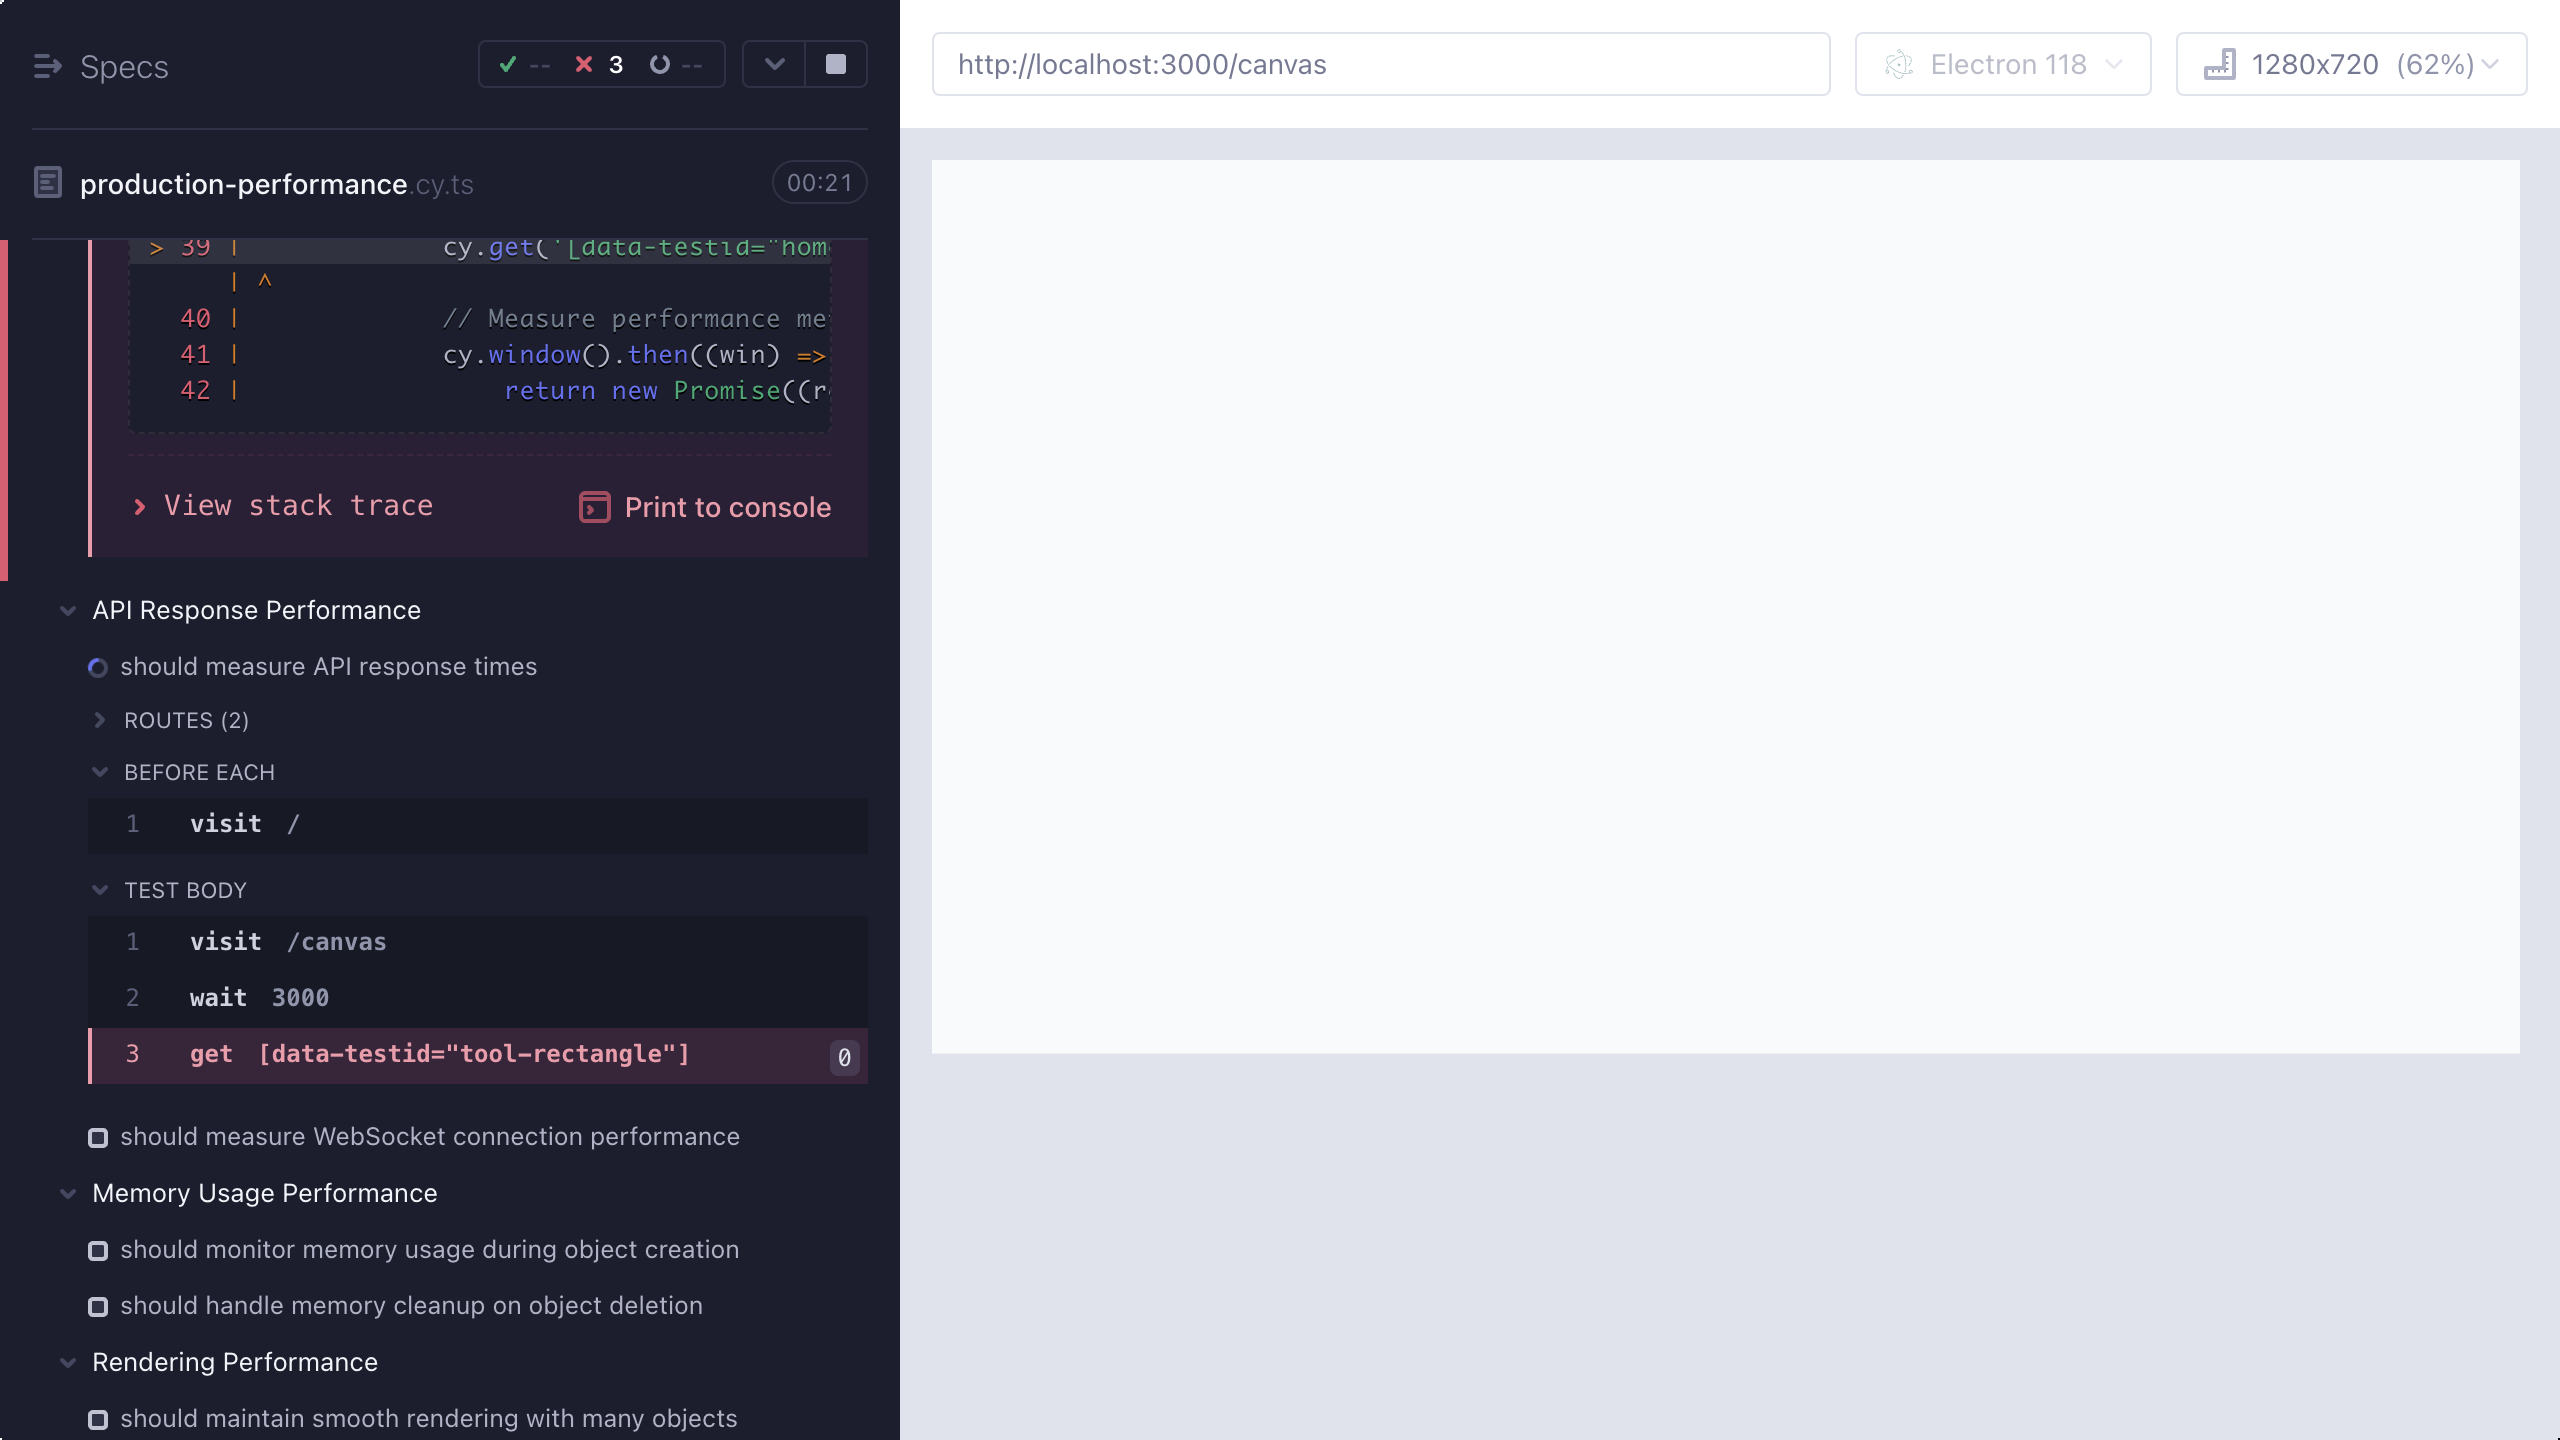 Specs
-- 3 --
http://localhost:3000/canvas
Electron 118
1280x720 (62%)
production-performance.cy.ts
00:21
> 39 | cy.get('[data-testid="hom
| ^
40 | // Measure performance me
41 | cy.window().then((win) =>
42 | return new Promise((r
View stack trace
Print to console
API Response Performance
should measure API response times
ROUTES (2)
BEFORE EACH
1 visit /
TEST BODY
1 visit /canvas
2 wait 3000
3 get [data-testid="tool-rectangle"] 0
should measure WebSocket connection performance
Memory Usage Performance
should monitor memory usage during object creation
should handle memory cleanup on object deletion
Rendering Performance
should maintain smooth rendering with many objects